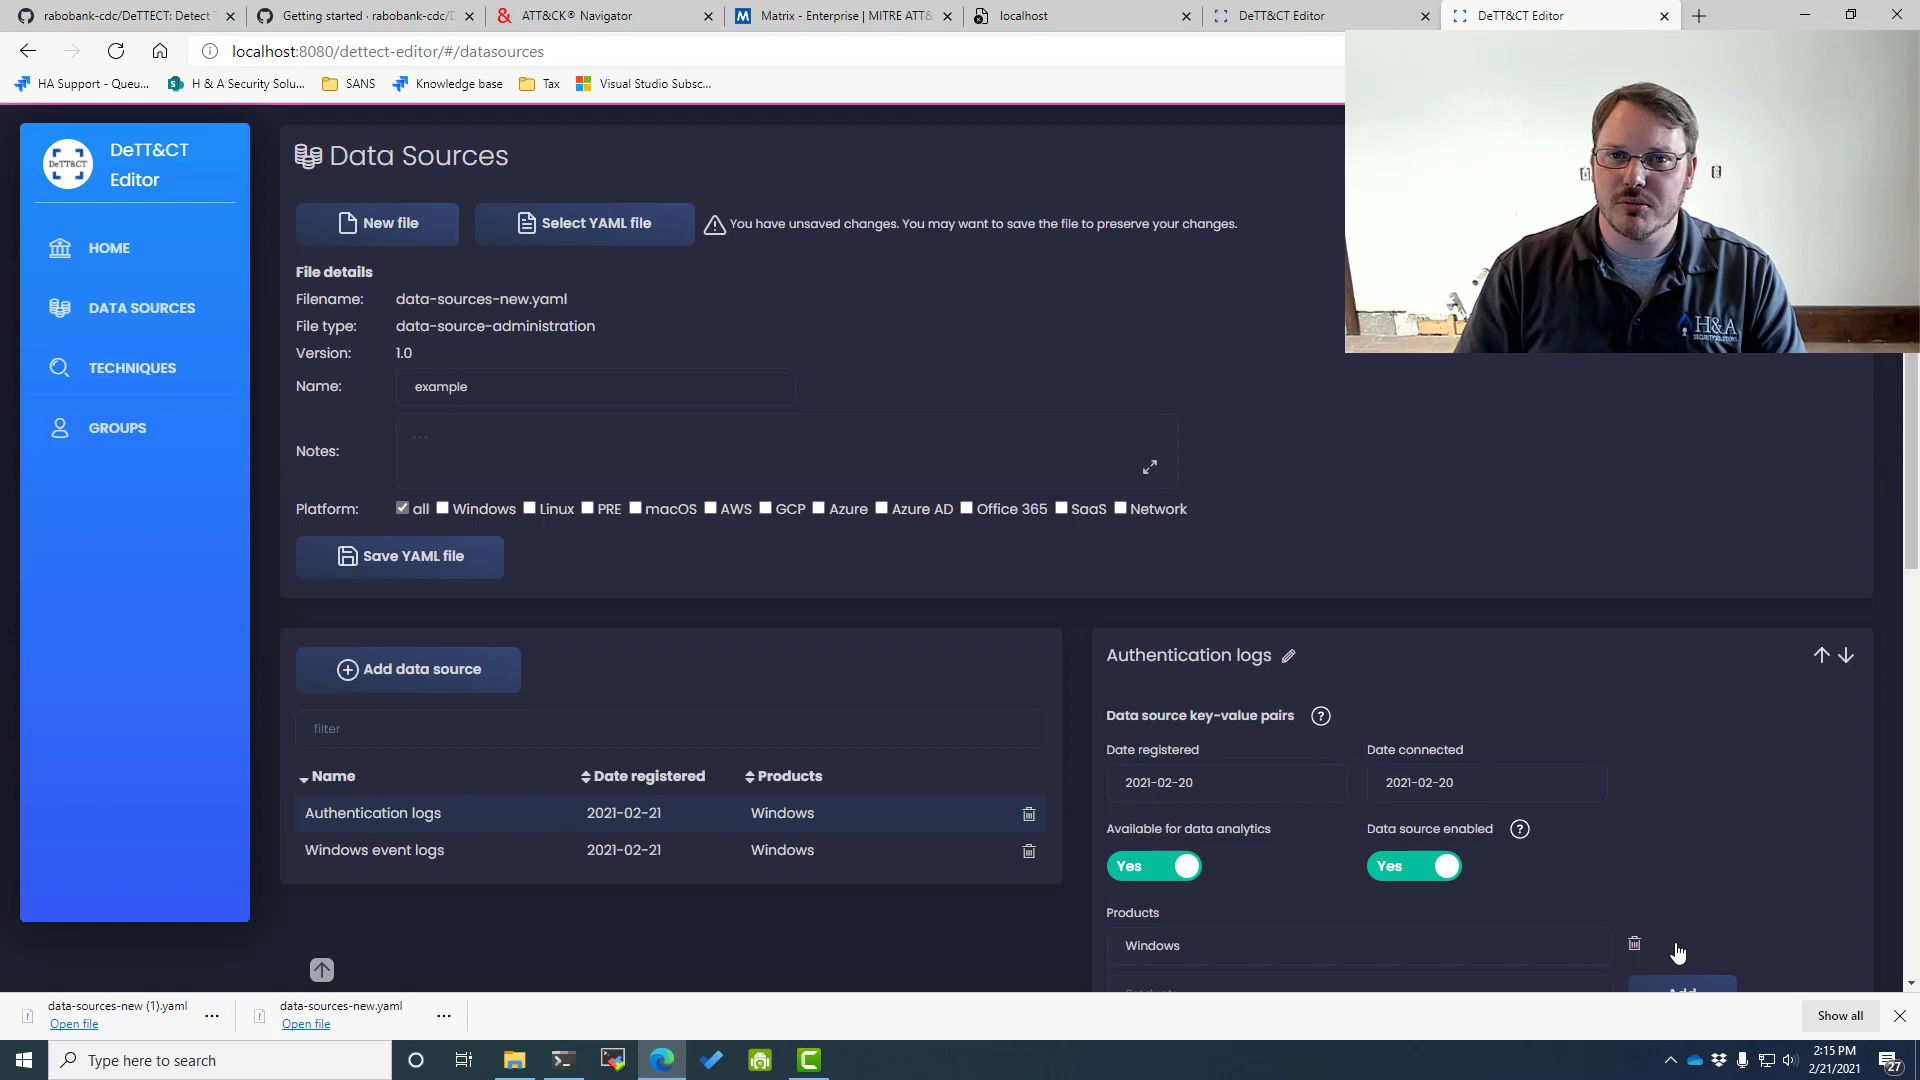 rabobank-cdc/DeTTECT: Detect T
Getting started · rabobank-cdc/D
ATT&CK® Navigator
Matrix - Enterprise | MITRE ATT&
localhost
DeTT&CT Editor
DeTT&CT Editor
localhost:8080/dettect-editor/#/datasources
HA Support - Queu...
H & A Security Solu...
SANS
Knowledge base
Tax
Visual Studio Subsc...
DeTT&CT
DeTT&CT
Editor
HOME
DATA SOURCES
TECHNIQUES
GROUPS
Data Sources
New file
Select YAML file
You have unsaved changes. You may want to save the file to preserve your changes.
File details
Filename: data-sources-new.yaml
File type: data-source-administration
Version: 1.0
Name: example
Notes: ...
Platform: all Windows Linux PRE macOS AWS GCP Azure Azure AD Office 365 SaaS Network
Save YAML file
H&A
SECURITY SOLUTIONS
Add data source
filter
Name Date registered Products
Authentication logs 2021-02-21 Windows
Windows event logs 2021-02-21 Windows
Authentication logs
Data source key-value pairs ?
Date registered Date connected
2021-02-20 2021-02-20
Available for data analytics Data source enabled ?
Yes Yes
Products
Windows
Products
Add
data-sources-new (1).yaml
Open file
data-sources-new.yaml
Open file
Show all
Type here to search
2:15 PM
2/21/2021
27